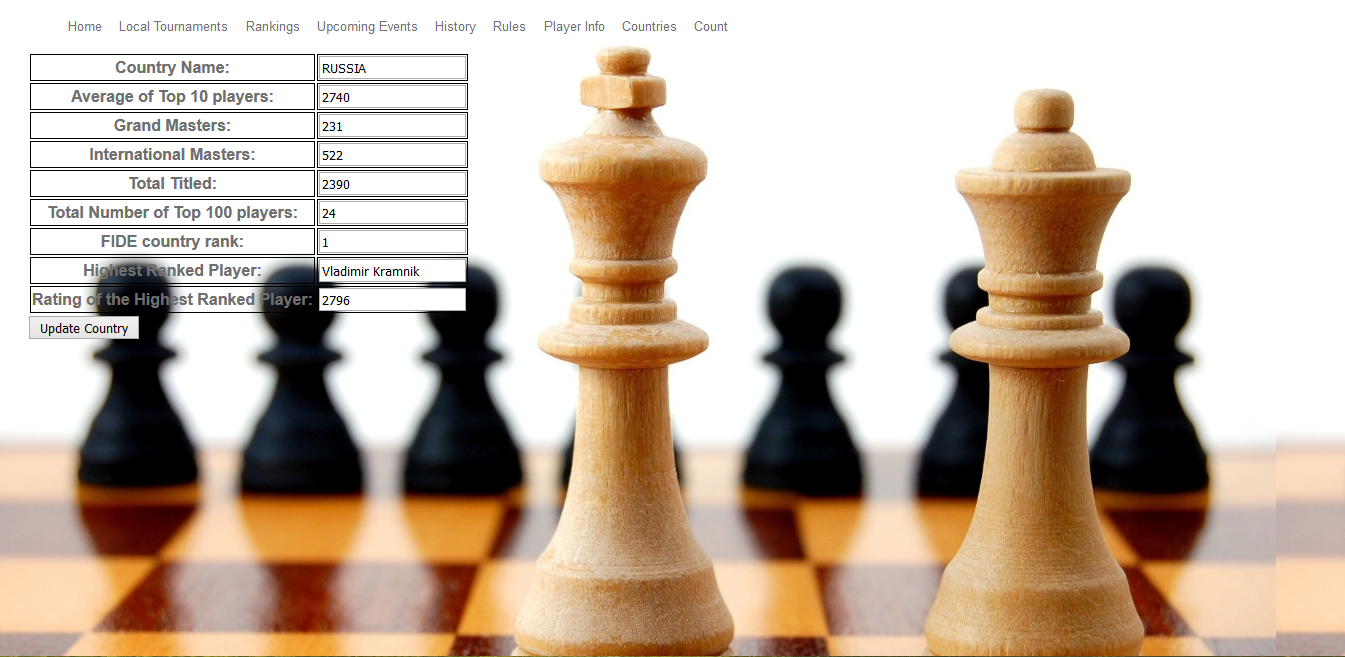 Home Local Tournaments Rankings Upcoming Events History Rules Player Info Countries Count
Country Name: RUSSIA
Average of Top 10 players: 2740
Grand Masters: 231
International Masters: 522
Total Titled: 2390
Total Number of Top 100 players: 24
FIDE country rank: 1
Highest Ranked Player: Vladimir Kramnik
Rating of the Highest Ranked Player: 2796
Update Country